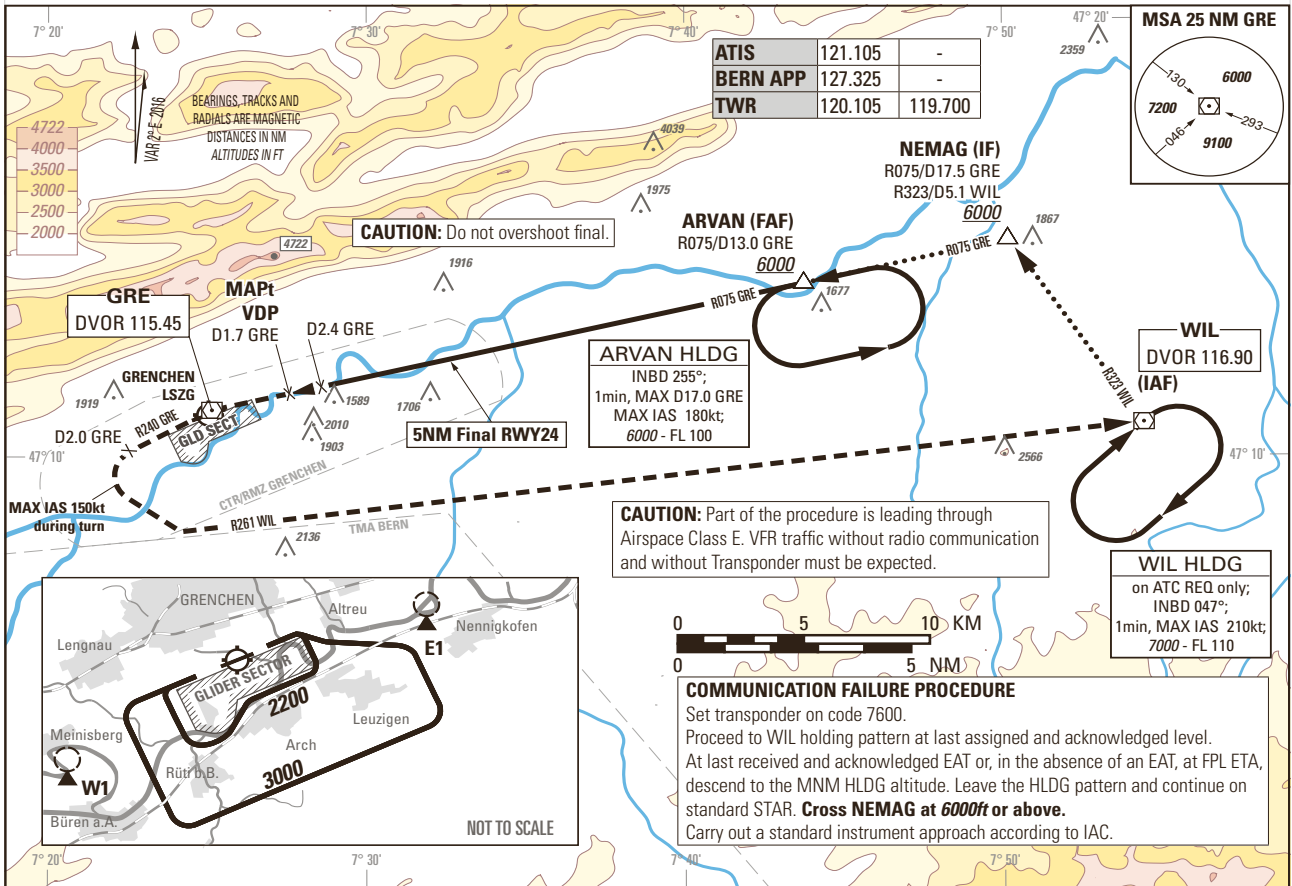 7° 20'
7° 30'
7° 40'
7° 50'
47° 20'
2359
MSA 25 NM GRE
130
6000
7200
046
293
9100
ATIS 121.105 -
BERN APP 127.325 -
TWR 120.105 119.700
VAR 2° E 2016
BEARINGS, TRACKS AND
RADIALS ARE MAGNETIC
DISTANCES IN NM
ALTITUDES IN FT
4722
4000
3500
3000
2500
2000
4039
1975
NEMAG (IF)
R075/D17.5 GRE
R323/D5.1 WIL
6000
1867
CAUTION: Do not overshoot final.
ARVAN (FAF)
R075/D13.0 GRE
6000
R075 GRE
4722
1916
1677
GRE
DVOR 115.45
MAPt
VDP
D1.7 GRE
D2.4 GRE
R075 GRE
ARVAN HLDG
INBD 255°;
1min, MAX D17.0 GRE
MAX IAS 180kt;
6000 - FL 100
WIL
DVOR 116.90
(IAF)
R323 WIL
GRENCHEN
LSZG
1919
R240 GRE
GLD SECT
1589
1706
2010
1903
5NM Final RWY24
D2.0 GRE
47° 10'
47° 10'
2566
CTR/RMZ GRENCHEN
MAX IAS 150kt
during turn
R261 WIL
TMA BERN
2136
CAUTION: Part of the procedure is leading through
Airspace Class E. VFR traffic without radio communication
and without Transponder must be expected.
WIL HLDG
on ATC REQ only;
INBD 047°;
1min, MAX IAS 210kt;
7000 - FL 110
GRENCHEN
Altreu
Lengnau
Nennigkofen
E1
GLIDER SECTOR
2200
Leuzigen
Meinisberg
Arch
Rüti b.B.
3000
W1
Büren a.A.
NOT TO SCALE
0 5 10 KM
0 5 NM
COMMUNICATION FAILURE PROCEDURE
Set transponder on code 7600.
Proceed to WIL holding pattern at last assigned and acknowledged level.
At last received and acknowledged EAT or, in the absence of an EAT, at FPL ETA,
descend to the MNM HLDG altitude. Leave the HLDG pattern and continue on
standard STAR. Cross NEMAG at 6000ft or above.
Carry out a standard instrument approach according to IAC.
7° 20'
7° 30'
7° 40'
7° 50'